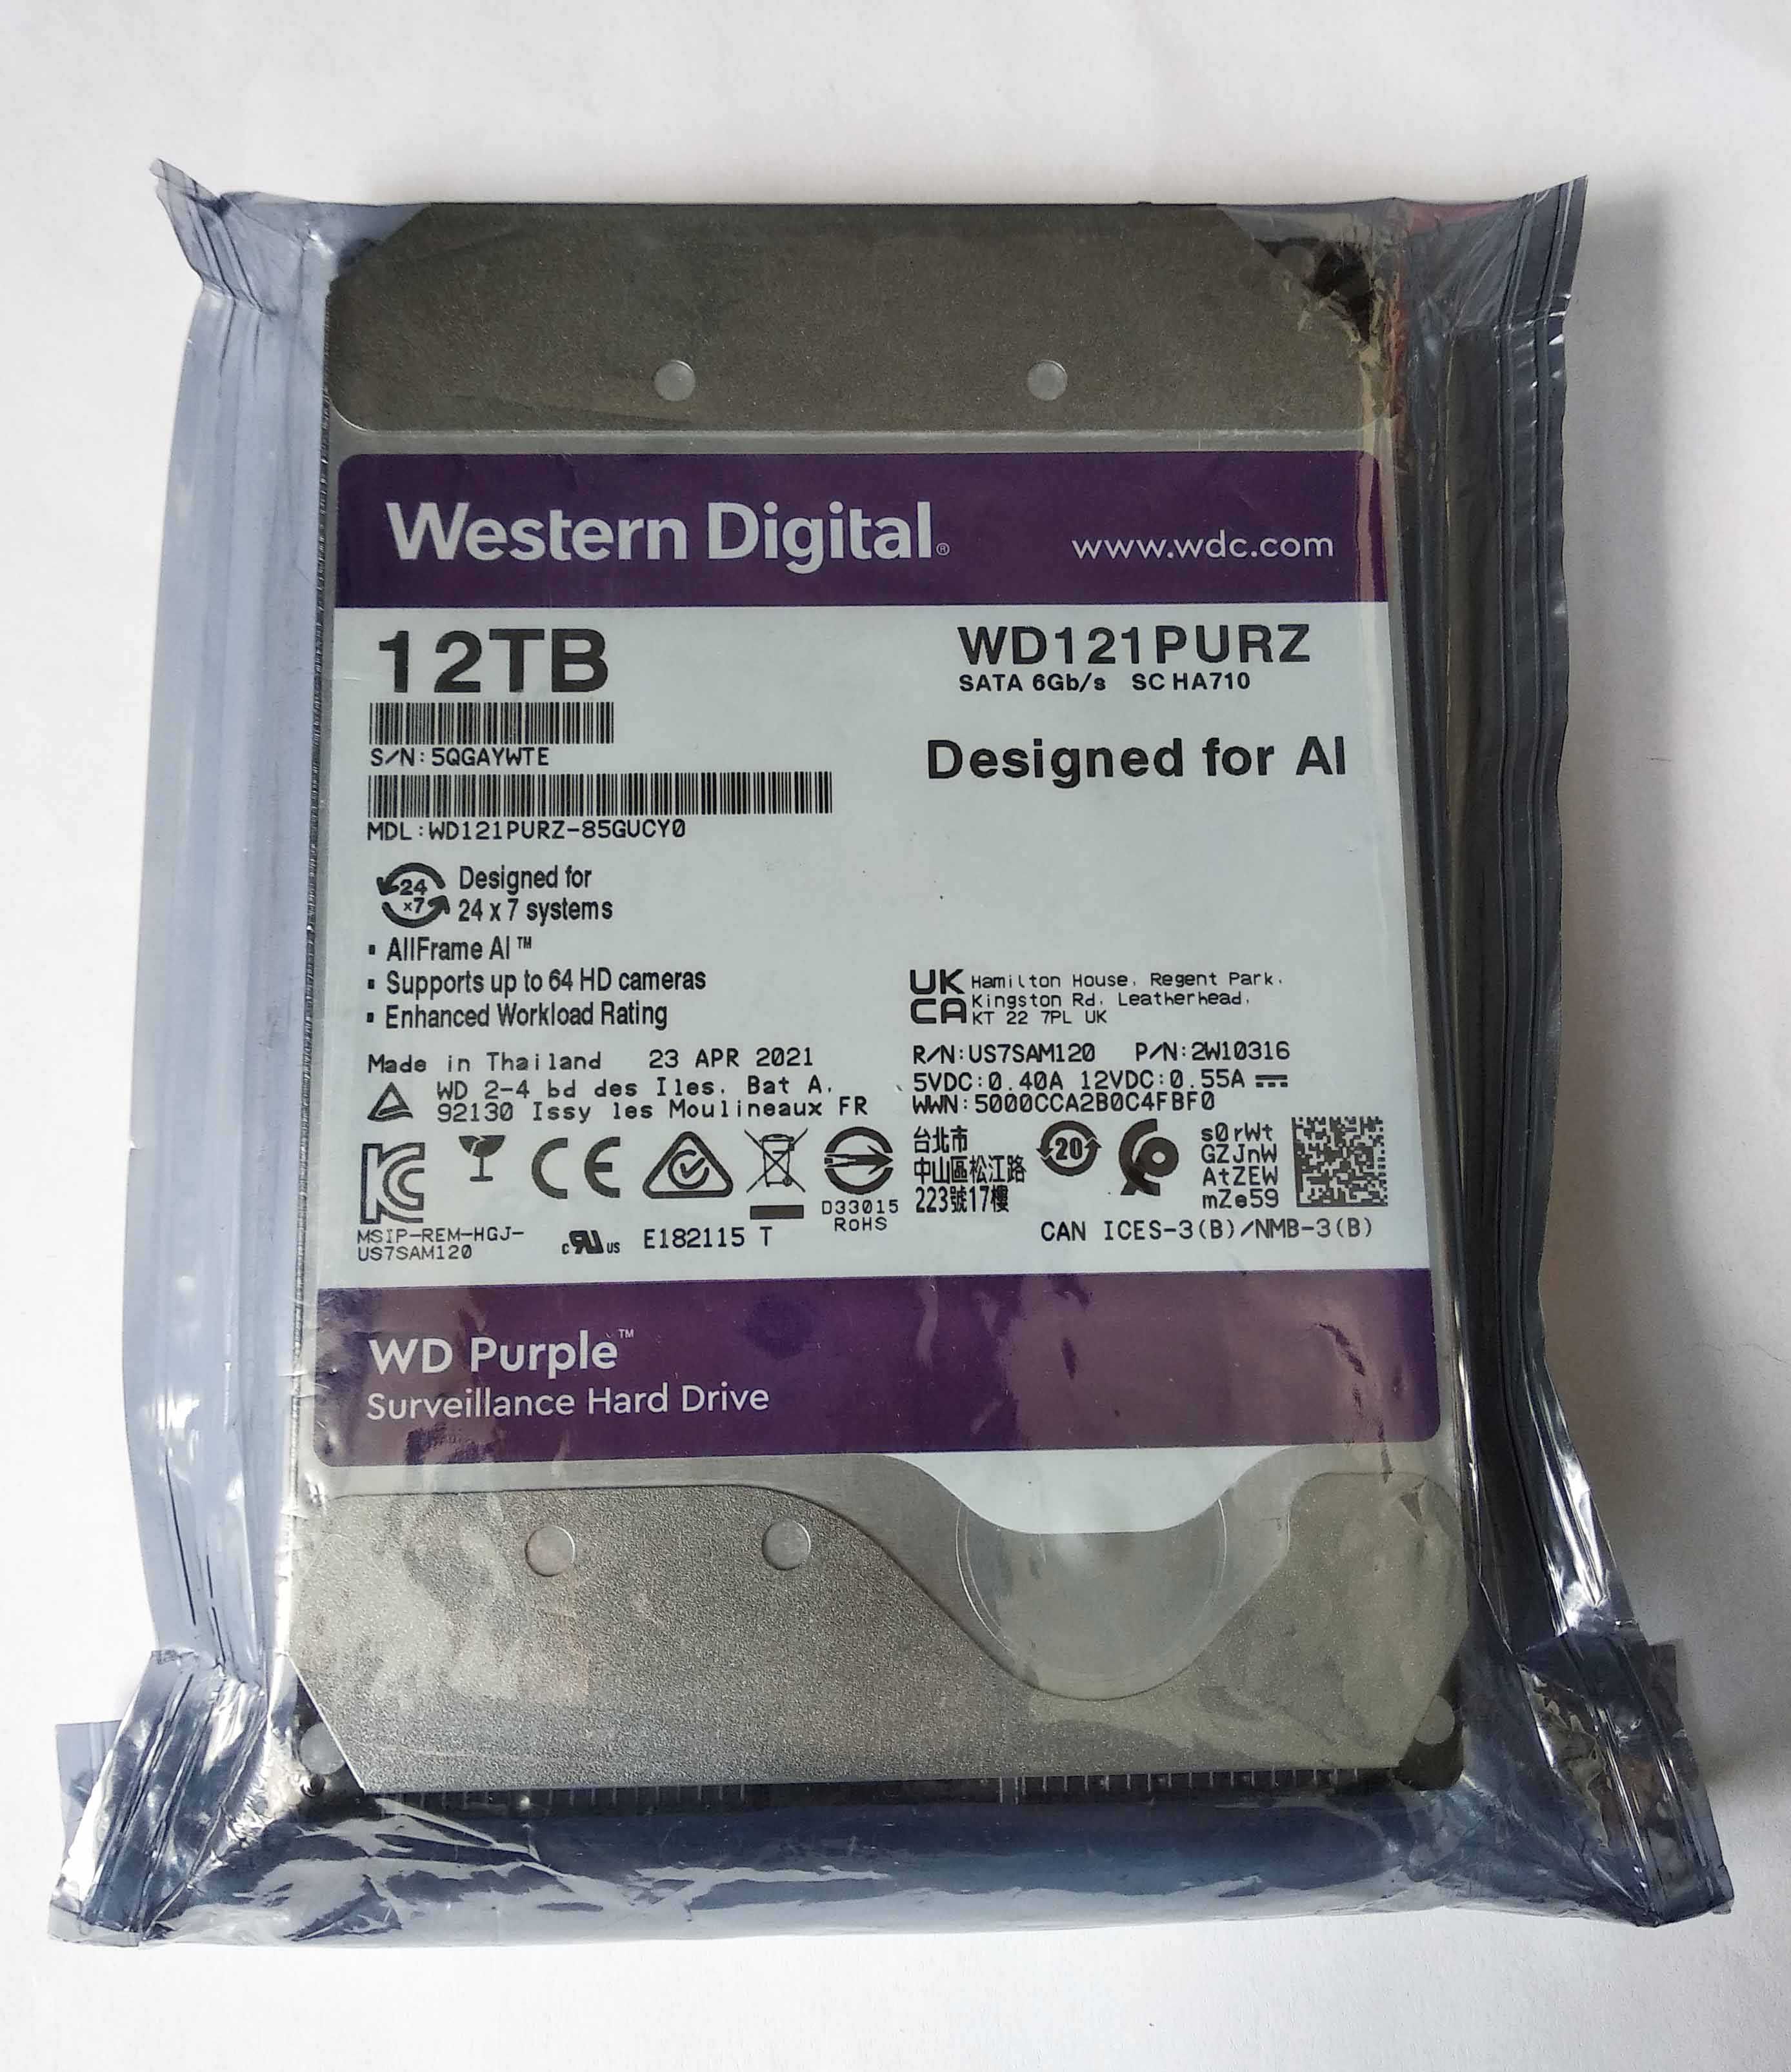 Western Digital®
www.wdc.com
12TB
WD121PURZ
SATA 6Gb/s SC HA710
S/N:5QGAYWTE
Designed for AI
MDL:WD121PURZ-85GUCY0
24
x7
Designed for
24 x 7 systems
▪ AllFrame AI™
▪ Supports up to 64 HD cameras
▪ Enhanced Workload Rating
UK
CA
Hamilton House, Regent Park,
Kingston Rd, Leatherhead,
KT 22 7PL UK
Made in Thailand 23 APR 2021
WD 2-4 bd des Iles, Bat A,
92130 Issy les Moulineaux FR
R/N:US7SAM120 P/N:2W10316
5VDC:0.40A 12VDC:0.55A
WWN:5000CCA2B0C4FBF0
KC
CE
D33015
RoHS
台北市
中山區松江路
223號17樓
20
s0rWt
GZJnW
AtZEW
mZe59
MSIP-REM-HGJ-
US7SAM120
c UL us E182115 T
CAN ICES-3(B)/NMB-3(B)
WD Purple™
Surveillance Hard Drive